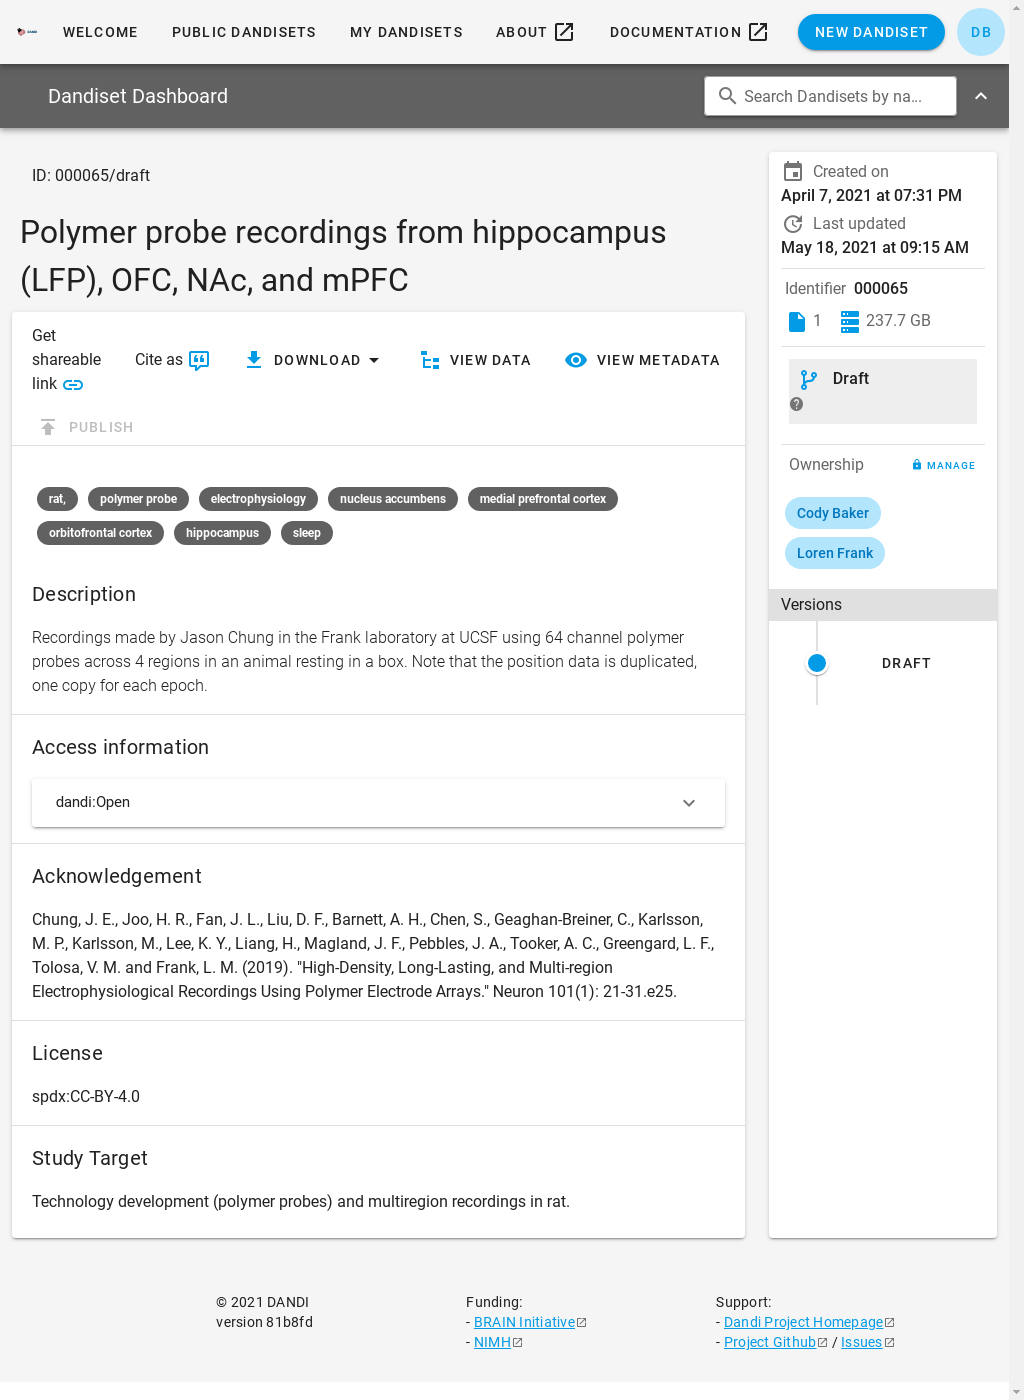 WELCOME PUBLIC DANDISETS MY DANDISETS ABOUT DOCUMENTATION NEW DANDISET DB
Dandiset Dashboard Search Dandisets by na...
ID: 000065/draft
Polymer probe recordings from hippocampus
(LFP), OFC, NAc, and mPFC
Get
shareable
link
Cite as DOWNLOAD VIEW DATA VIEW METADATA
PUBLISH
rat, polymer probe electrophysiology nucleus accumbens medial prefrontal cortex
orbitofrontal cortex hippocampus sleep
Description
Recordings made by Jason Chung in the Frank laboratory at UCSF using 64 channel polymer
probes across 4 regions in an animal resting in a box. Note that the position data is duplicated,
one copy for each epoch.
Access information
dandi:Open
Acknowledgement
Chung, J. E., Joo, H. R., Fan, J. L., Liu, D. F., Barnett, A. H., Chen, S., Geaghan-Breiner, C., Karlsson,
M. P., Karlsson, M., Lee, K. Y., Liang, H., Magland, J. F., Pebbles, J. A., Tooker, A. C., Greengard, L. F.,
Tolosa, V. M. and Frank, L. M. (2019). "High-Density, Long-Lasting, and Multi-region
Electrophysiological Recordings Using Polymer Electrode Arrays." Neuron 101(1): 21-31.e25.
License
spdx:CC-BY-4.0
Study Target
Technology development (polymer probes) and multiregion recordings in rat.
Created on
April 7, 2021 at 07:31 PM
Last updated
May 18, 2021 at 09:15 AM
Identifier 000065
1 237.7 GB
Draft
Ownership MANAGE
Cody Baker
Loren Frank
Versions
DRAFT
© 2021 DANDI
version 81b8fd
Funding:
- BRAIN Initiative
- NIMH
Support:
- Dandi Project Homepage
- Project Github / Issues